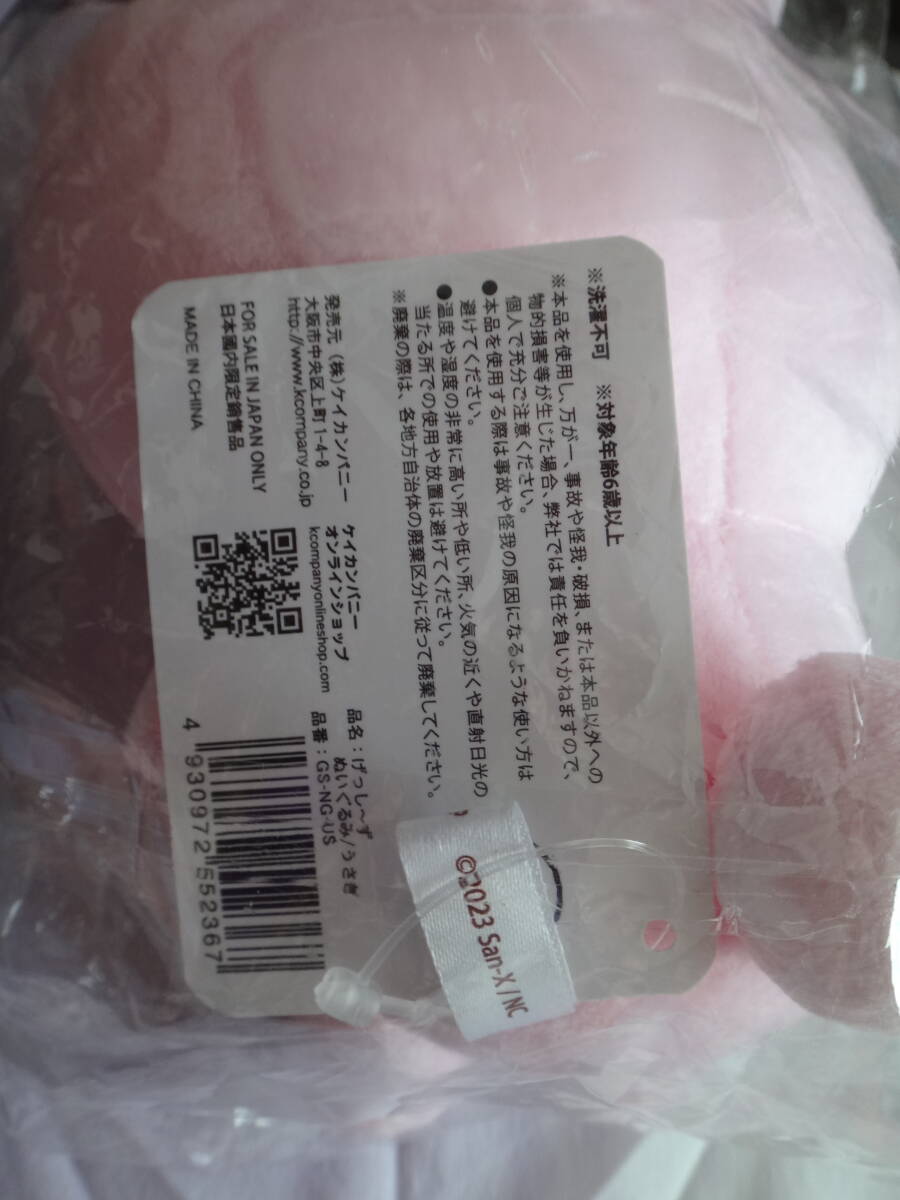 ※洗濯不可　※対象年齢6歳以上
※本品を使用し、万が一、事故や怪我・破損、または本品以外への
物的損害等が生じた場合、弊社では責任を負いかねますので、
個人で充分ご注意ください。
●本品を使用する際は事故や怪我の原因になるような使い方は
避けてください。
●温度や湿度の非常に高い所や低い所、火気の近くや直射日光の
当たる所での使用や放置は避けてください。
※廃棄の際は、各地方自治体の廃棄区分に従って廃棄してください。
発売元 (株)ケイカンパニー
大阪市中央区上町1-4-8
http://www.kcompany.co.jp
FOR SALE IN JAPAN ONLY
日本國内限定銷售品
MADE IN CHINA
ケイカンパニー
オンラインショップ
kcompanyonlineshop.com
品名：げっし〜ず
ぬいぐるみ/うさぎ
品番：GS-NG-US
4 930972 552367
©2023 San-X / NC